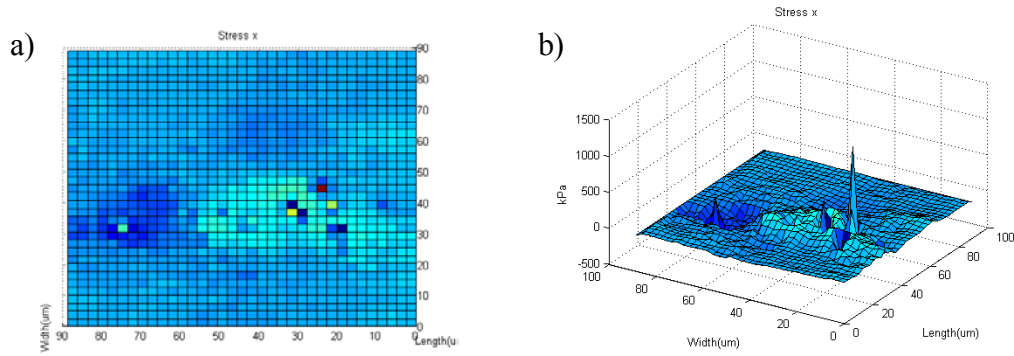 a)
Stress x
90
80
70
60
50
40
30
20
10
0
Width(um)
90 80 70 60 50 40 30 20 10 0
Length(u
b)
Stress x
1500
1000
500
0
-500
kPa
100 80 60 40 20 0
Width(um)
0 20 40 60 80 100
Length(um)